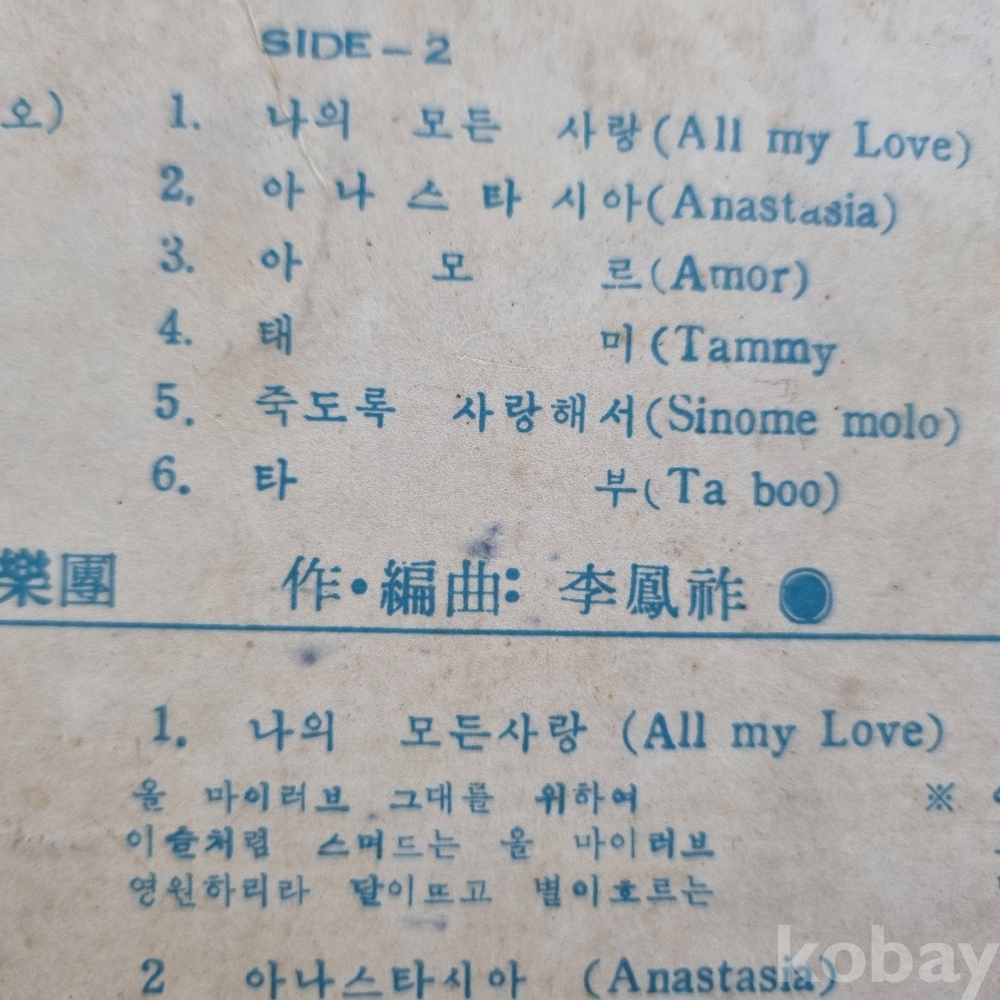 SIDE-2
오) 1. 나의 모든 사랑(All my Love)
2. 아나스타시아(Anastasia)
3. 아모르(Amor)
4. 태미(Tammy
5. 죽도록 사랑해서(Sinome molo)
6. 타부(Ta boo)
樂團 作·編曲: 李鳳祚
1. 나의 모든사랑 (All my Love)
올 마이러브 그대를 위하여 ※
이슬처럼 스며드는 올 마이러브
영원하리라 달이뜨고 별이흐르는
2 아나스타시아 (Anastasia)
kobay